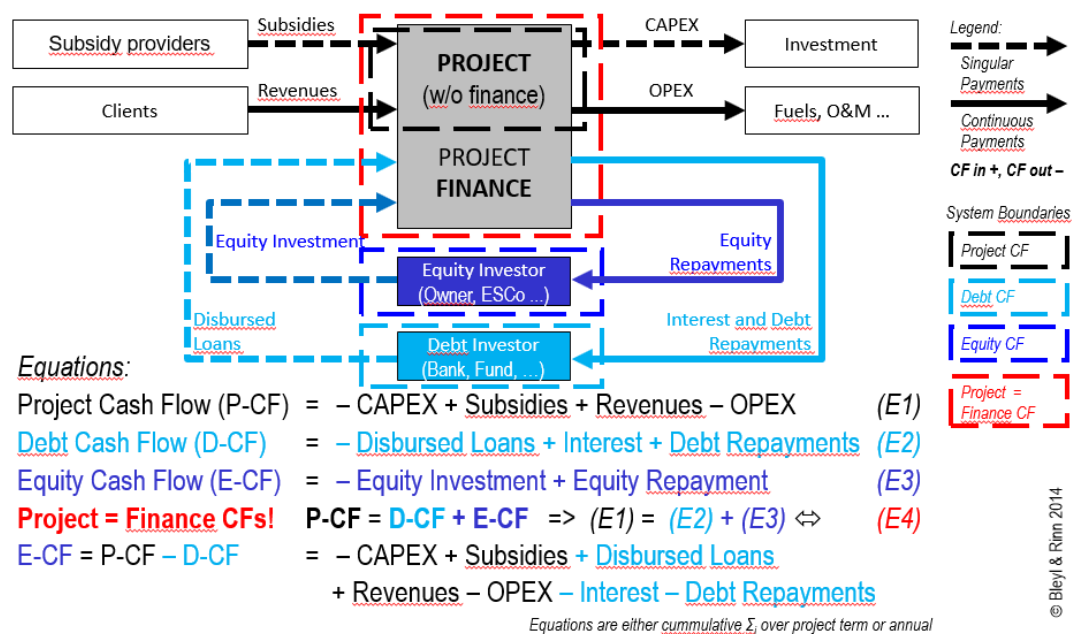 Subsidy providers
Subsidies
Clients
Revenues
PROJECT
(w/o finance)
PROJECT
FINANCE
CAPEX
Investment
OPEX
Fuels, O&M ...
Legend:
Singular
Payments
Continuous
Payments
CF in +, CF out –
System Boundaries
Project CF
Debt CF
Equity CF
Project =
Finance CF
Equity Investment
Equity
Repayments
Equity Investor
(Owner, ESCo ...)
Disbursed
Loans
Interest and Debt
Repayments
Debt Investor
(Bank, Fund, ...)
Equations:
Project Cash Flow (P-CF) = – CAPEX + Subsidies + Revenues – OPEX (E1)
Debt Cash Flow (D-CF) = – Disbursed Loans + Interest + Debt Repayments (E2)
Equity Cash Flow (E-CF) = – Equity Investment + Equity Repayment (E3)
Project = Finance CFs! P-CF = D-CF + E-CF => (E1) = (E2) + (E3) ⇔ (E4)
E-CF = P-CF – D-CF = – CAPEX + Subsidies + Disbursed Loans
+ Revenues – OPEX – Interest – Debt Repayments
Equations are either cummulative Σi over project term or annual
© Bleyl & Rinn 2014